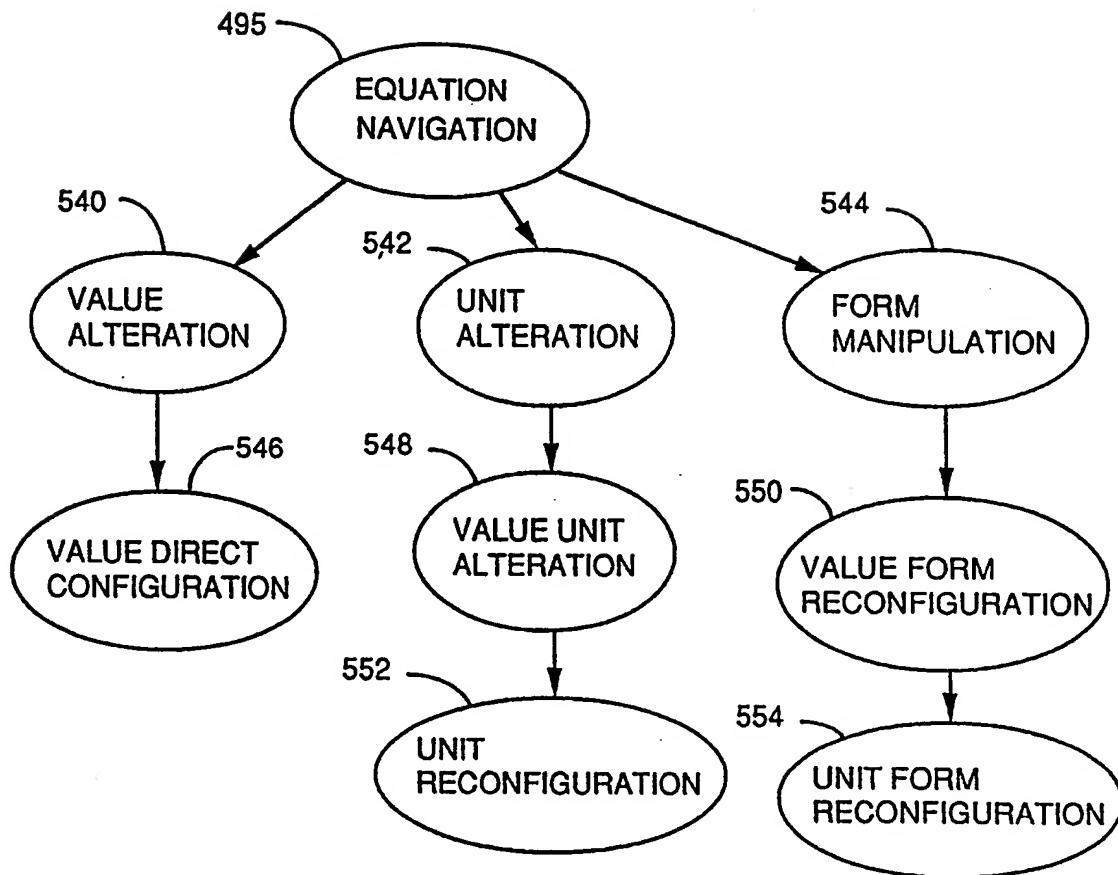 495
EQUATION
NAVIGATION
540
542
544
VALUE
ALTERATION
UNIT
ALTERATION
FORM
MANIPULATION
546
548
550
VALUE DIRECT
CONFIGURATION
VALUE UNIT
ALTERATION
VALUE FORM
RECONFIGURATION
552
554
UNIT
RECONFIGURATION
UNIT FORM
RECONFIGURATION